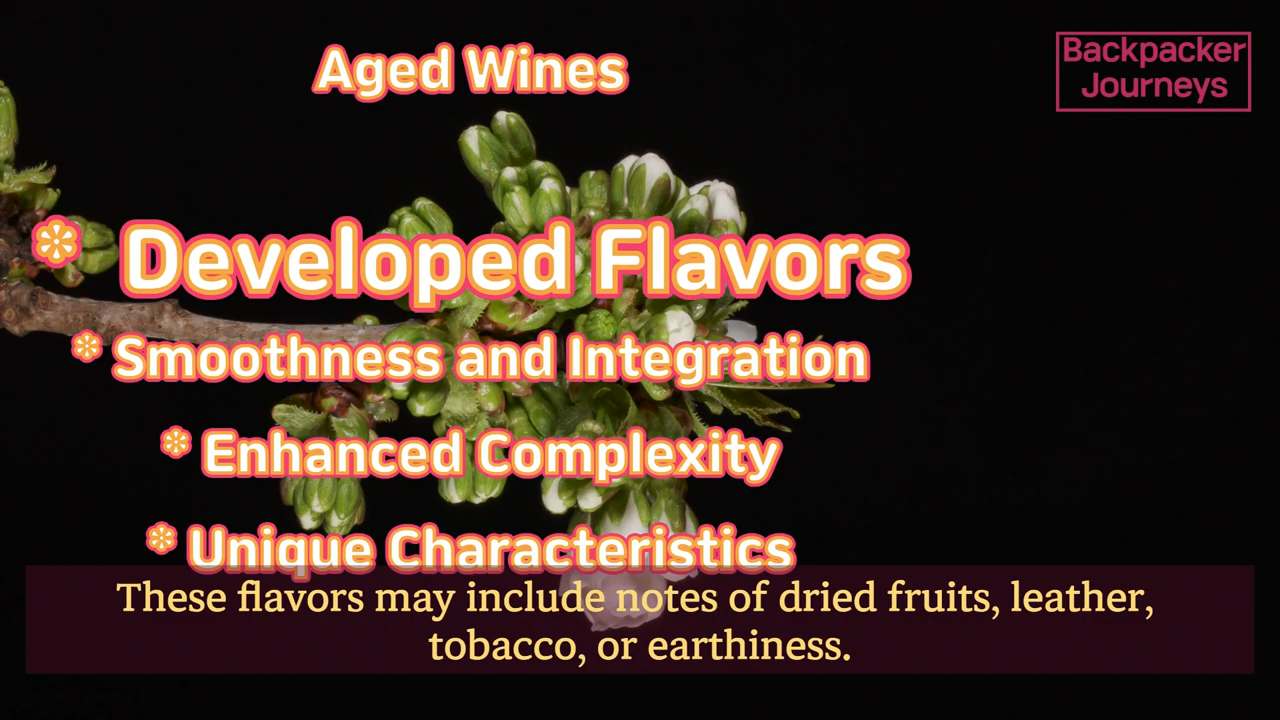 Aged Wines
Backpacker
Journeys
* Developed Flavors
* Smoothness and Integration
* Enhanced Complexity
* Unique Characteristics
These flavors may include notes of dried fruits, leather,
tobacco, or earthiness.